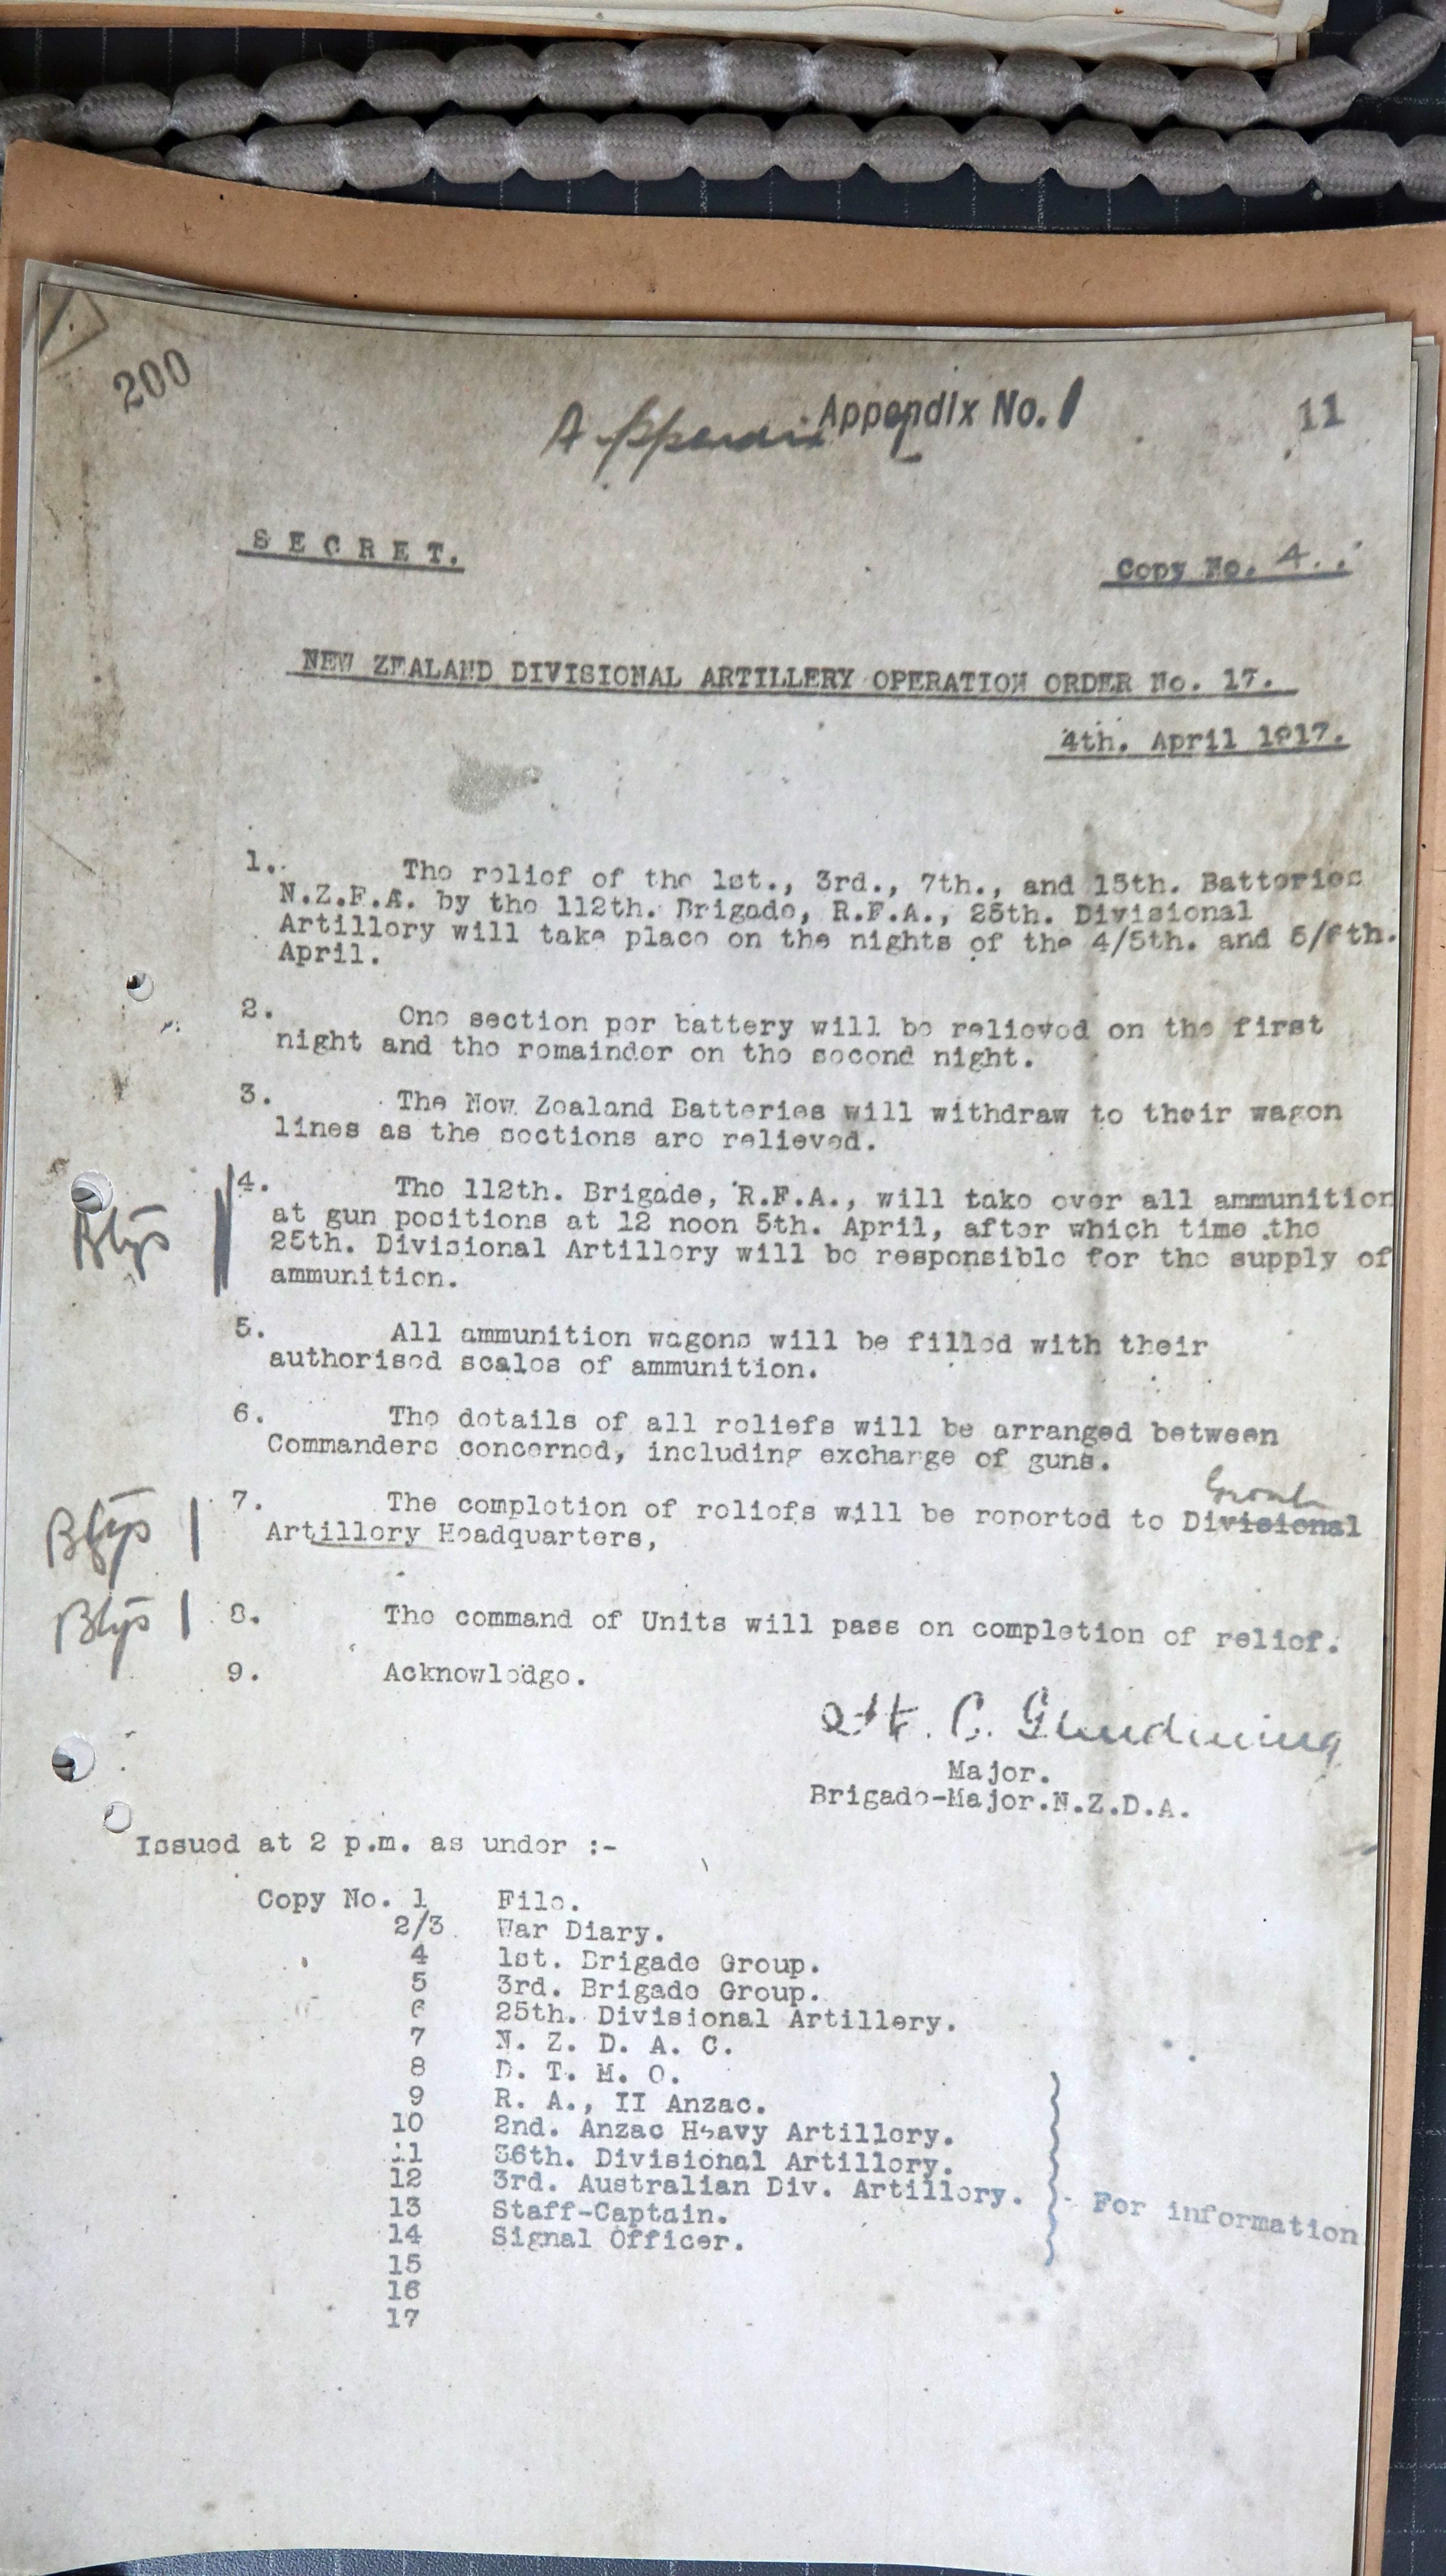 200
Appendix Appendix No. 1
11
SECRET.
Copy No. 4..
NEW ZEALAND DIVISIONAL ARTILLERY OPERATION ORDER No. 17.
4th. April 1917.
1. The relief of the 1st., 3rd., 7th., and 15th. Batteries
N.Z.F.A. by the 112th. Brigade, R.F.A., 25th. Divisional
Artillery will take place on the nights of the 4/5th. and 5/6th.
April.
2. One section per battery will be relieved on the first
night and the remainder on the second night.
3. The New Zealand Batteries will withdraw to their wagon
lines as the sections are relieved.
Btys 4. The 112th. Brigade, R.F.A., will take over all ammunition
at gun positions at 12 noon 5th. April, after which time the
25th. Divisional Artillery will be responsible for the supply of
ammunition.
5. All ammunition wagons will be filled with their
authorised scales of ammunition.
6. The details of all reliefs will be arranged between
Commanders concerned, including exchange of guns.
Group
Btys 7. The completion of reliefs will be reported to Divisional
Artillery Headquarters,
Btys 8. The command of Units will pass on completion of relief.
9. Acknowledge.
C. Glendining
Major.
Brigade-Major.N.Z.D.A.
Issued at 2 p.m. as under :-
Copy No. 1 File.
2/3 War Diary.
4 1st. Brigade Group.
5 3rd. Brigade Group.
6 25th. Divisional Artillery.
7 N. Z. D. A. C.
8 D. T. M. O.
9 R. A., II Anzac.
10 2nd. Anzac Heavy Artillery.
11 36th. Divisional Artillery.
12 3rd. Australian Div. Artillery. For information
13 Staff-Captain.
14 Signal Officer.
15
16
17